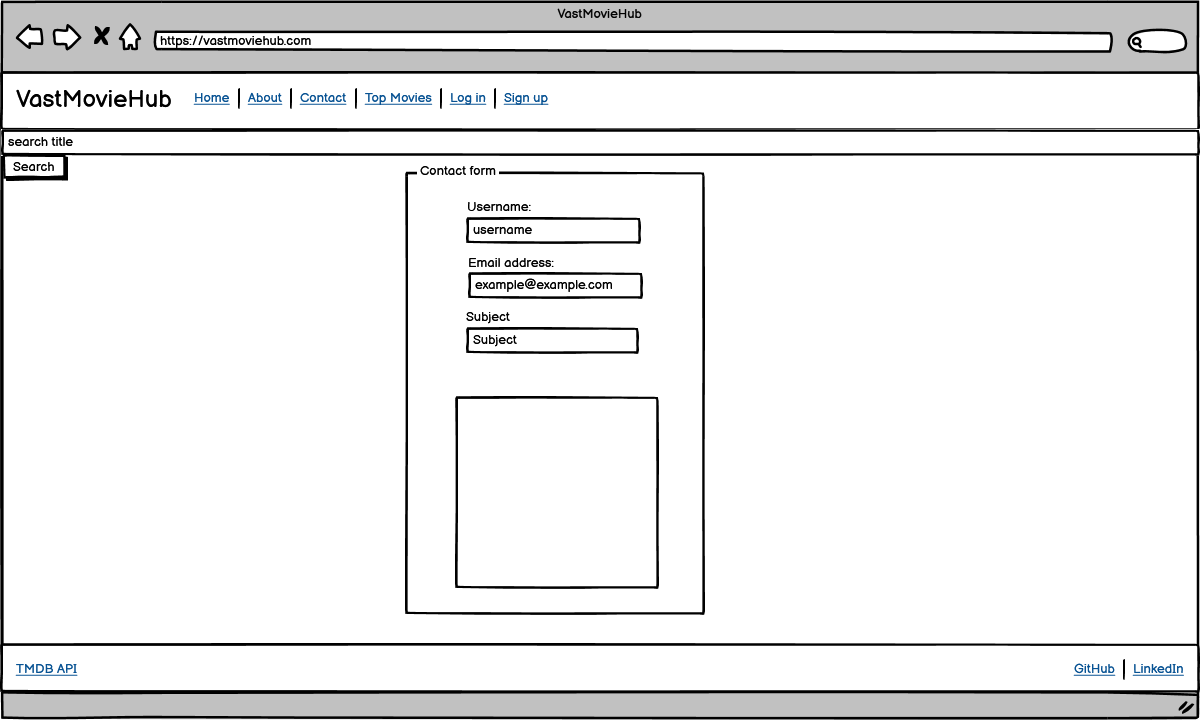 VastMovieHub
https://vastmoviehub.com
VastMovieHub Home About Contact Top Movies Log in Sign up
search title
Search
Contact form
Username:
username
Email address:
example@example.com
Subject
Subject
TMDB API GitHub LinkedIn